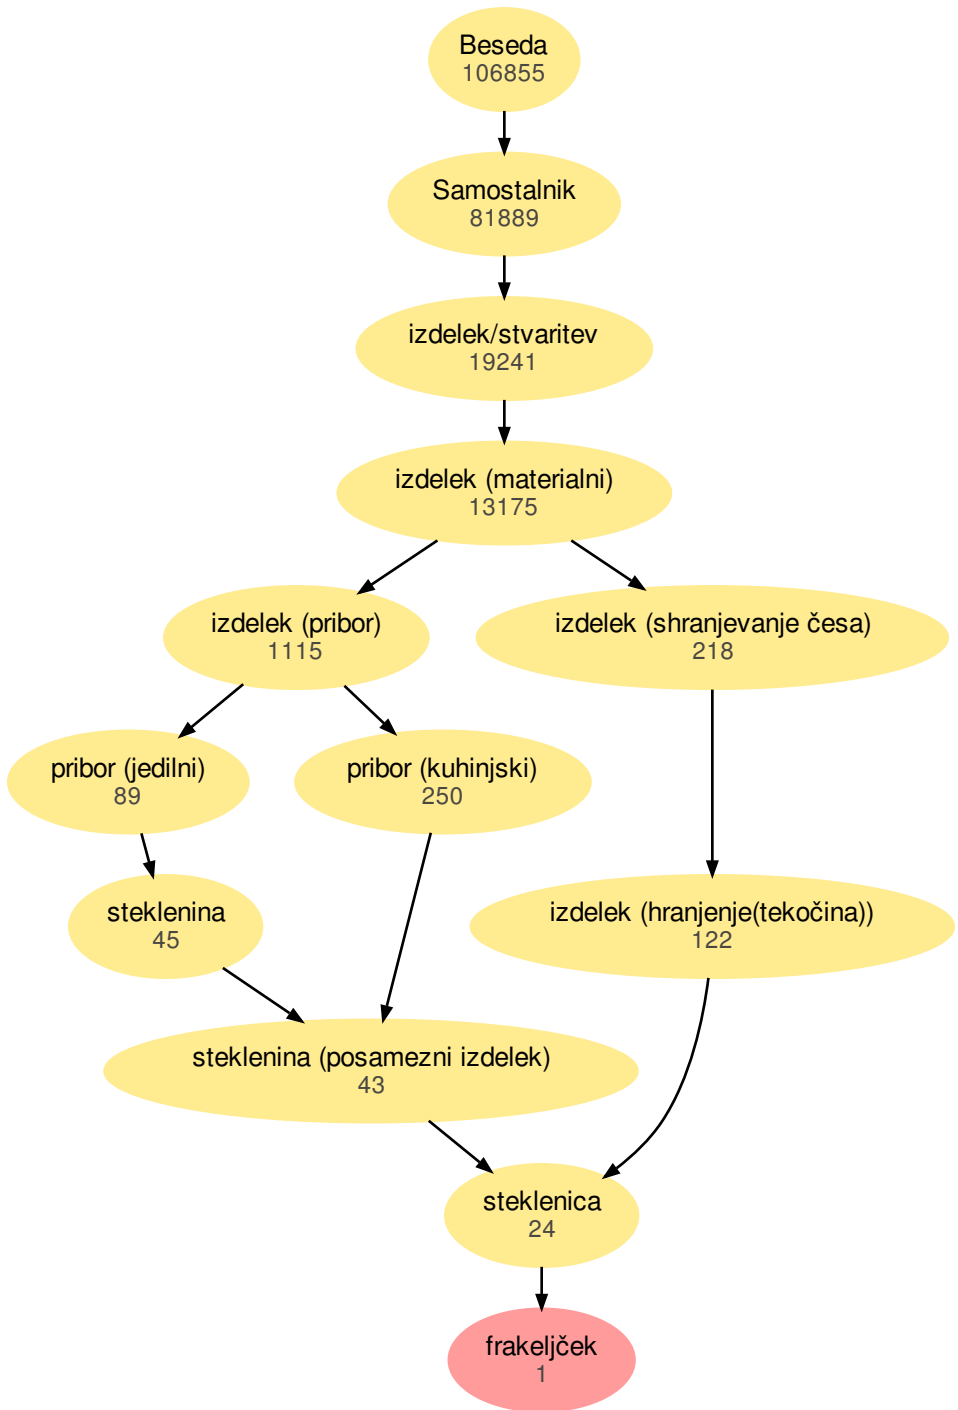 Beseda
106855
Samostalnik
81889
izdelek/stvaritev
19241
izdelek (materialni)
13175
izdelek (pribor)
1115
izdelek (shranjevanje česa)
218
pribor (jedilni)
89
pribor (kuhinjski)
250
steklenina
45
izdelek (hranjenje(tekočina))
122
steklenina (posamezni izdelek)
43
steklenica
24
frakeljček
1